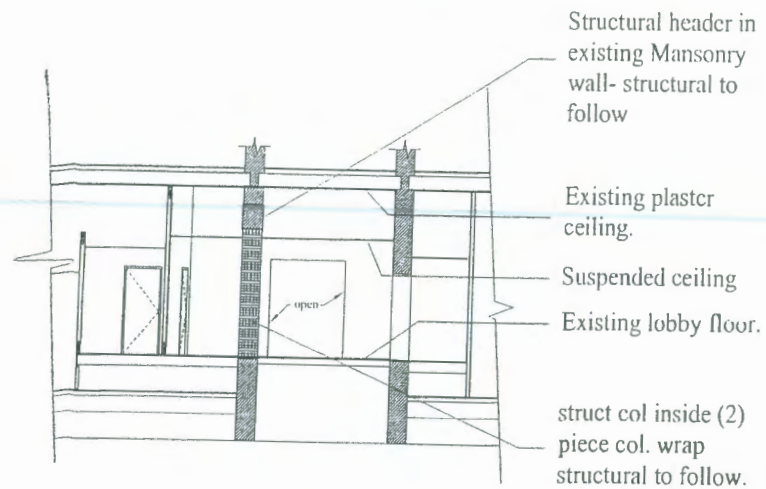 Structural header in
existing Mansonry
wall- structural to
follow
Existing plaster
ceiling.
Suspended ceiling
open
Existing lobby floor.
struct col inside (2)
piece col. wrap
structural to follow.